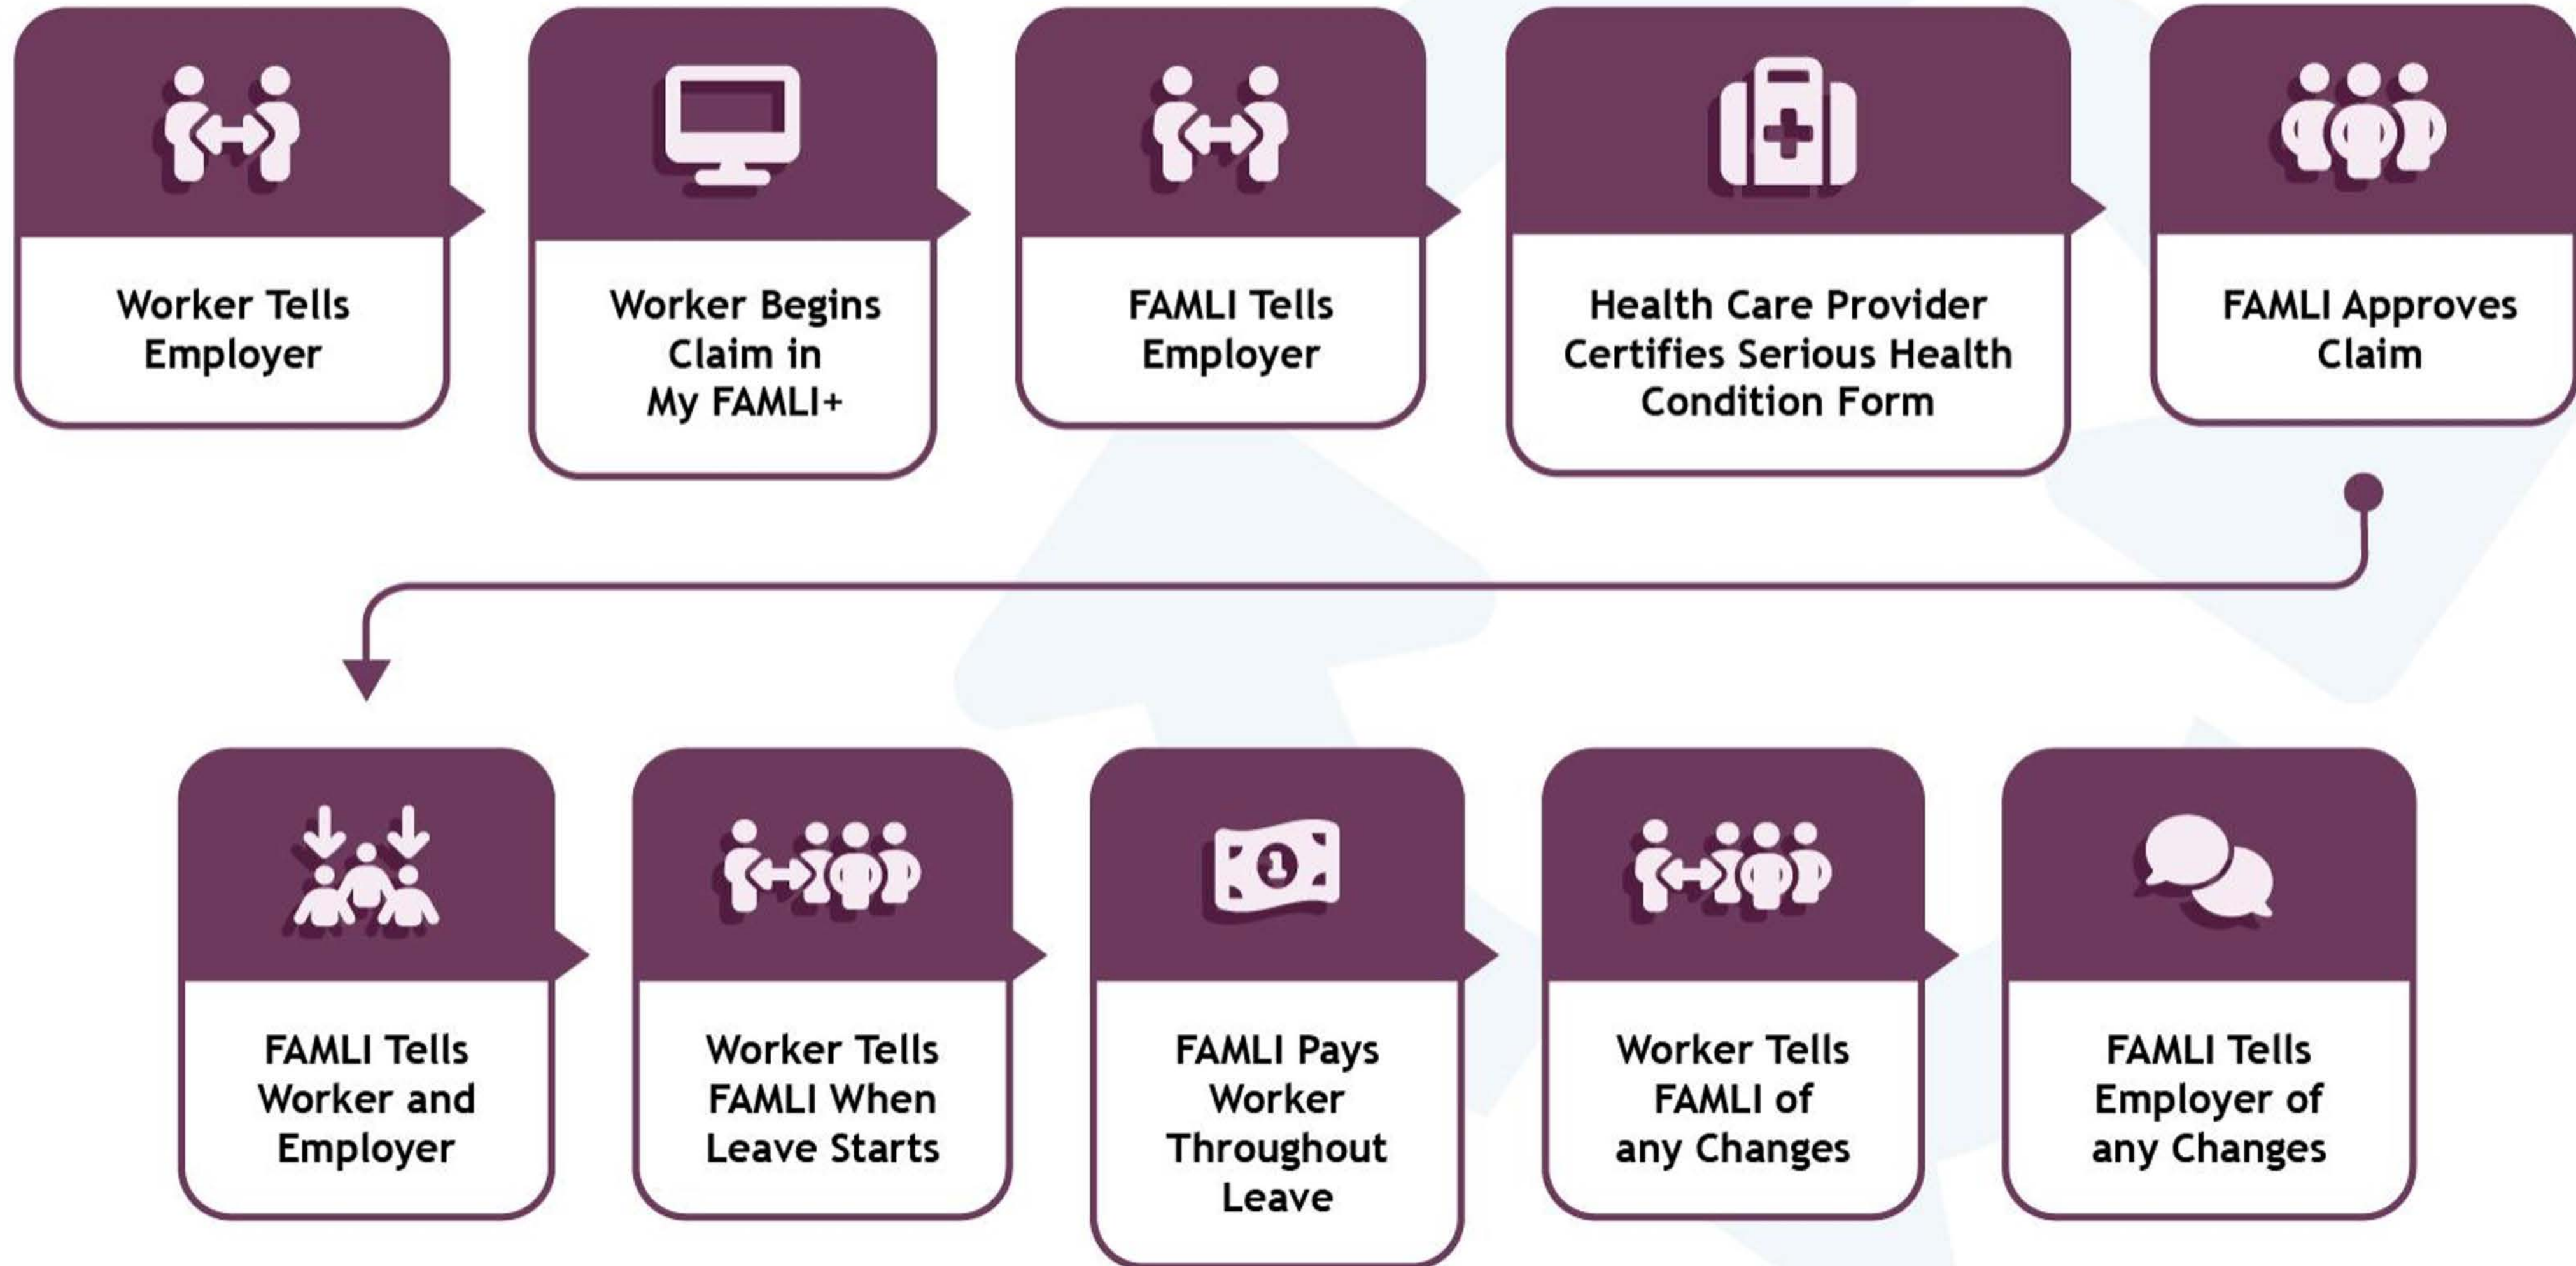 Worker Tells
Employer
Worker Begins
Claim in
My FAMLI+
FAMLI Tells
Employer
Health Care Provider
Certifies Serious Health
Condition Form
FAMLI Approves
Claim
FAMLI Tells
Worker and
Employer
Worker Tells
FAMLI When
Leave Starts
1
FAMLI Pays
Worker
Throughout
Leave
Worker Tells
FAMLI of
any Changes
FAMLI Tells
Employer of
any Changes